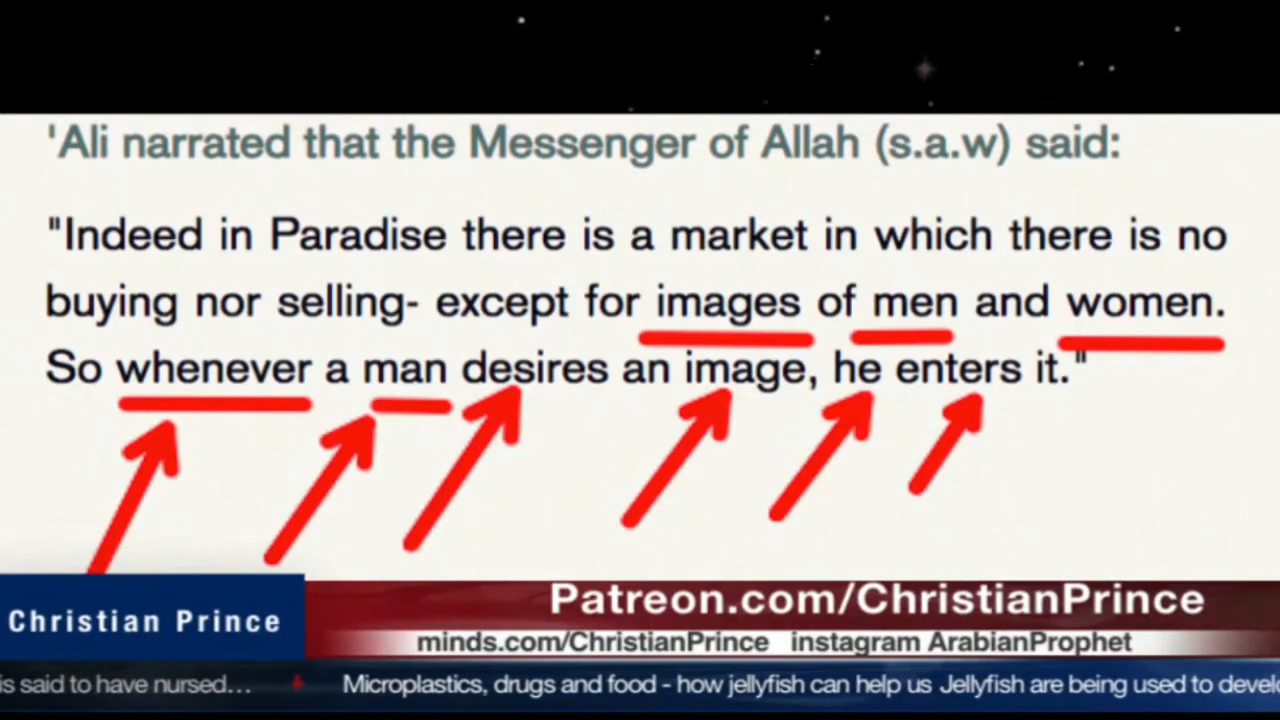 'Ali narrated that the Messenger of Allah (s.a.w) said:
"Indeed in Paradise there is a market in which there is no
buying nor selling- except for images of men and women.
So whenever a man desires an image, he enters it."
Christian Prince
Patreon.com/ChristianPrince
minds.com/ChristianPrince instagram ArabianProphet
is said to have nursed... Microplastics, drugs and food - how jellyfish can help us Jellyfish are being used to develo